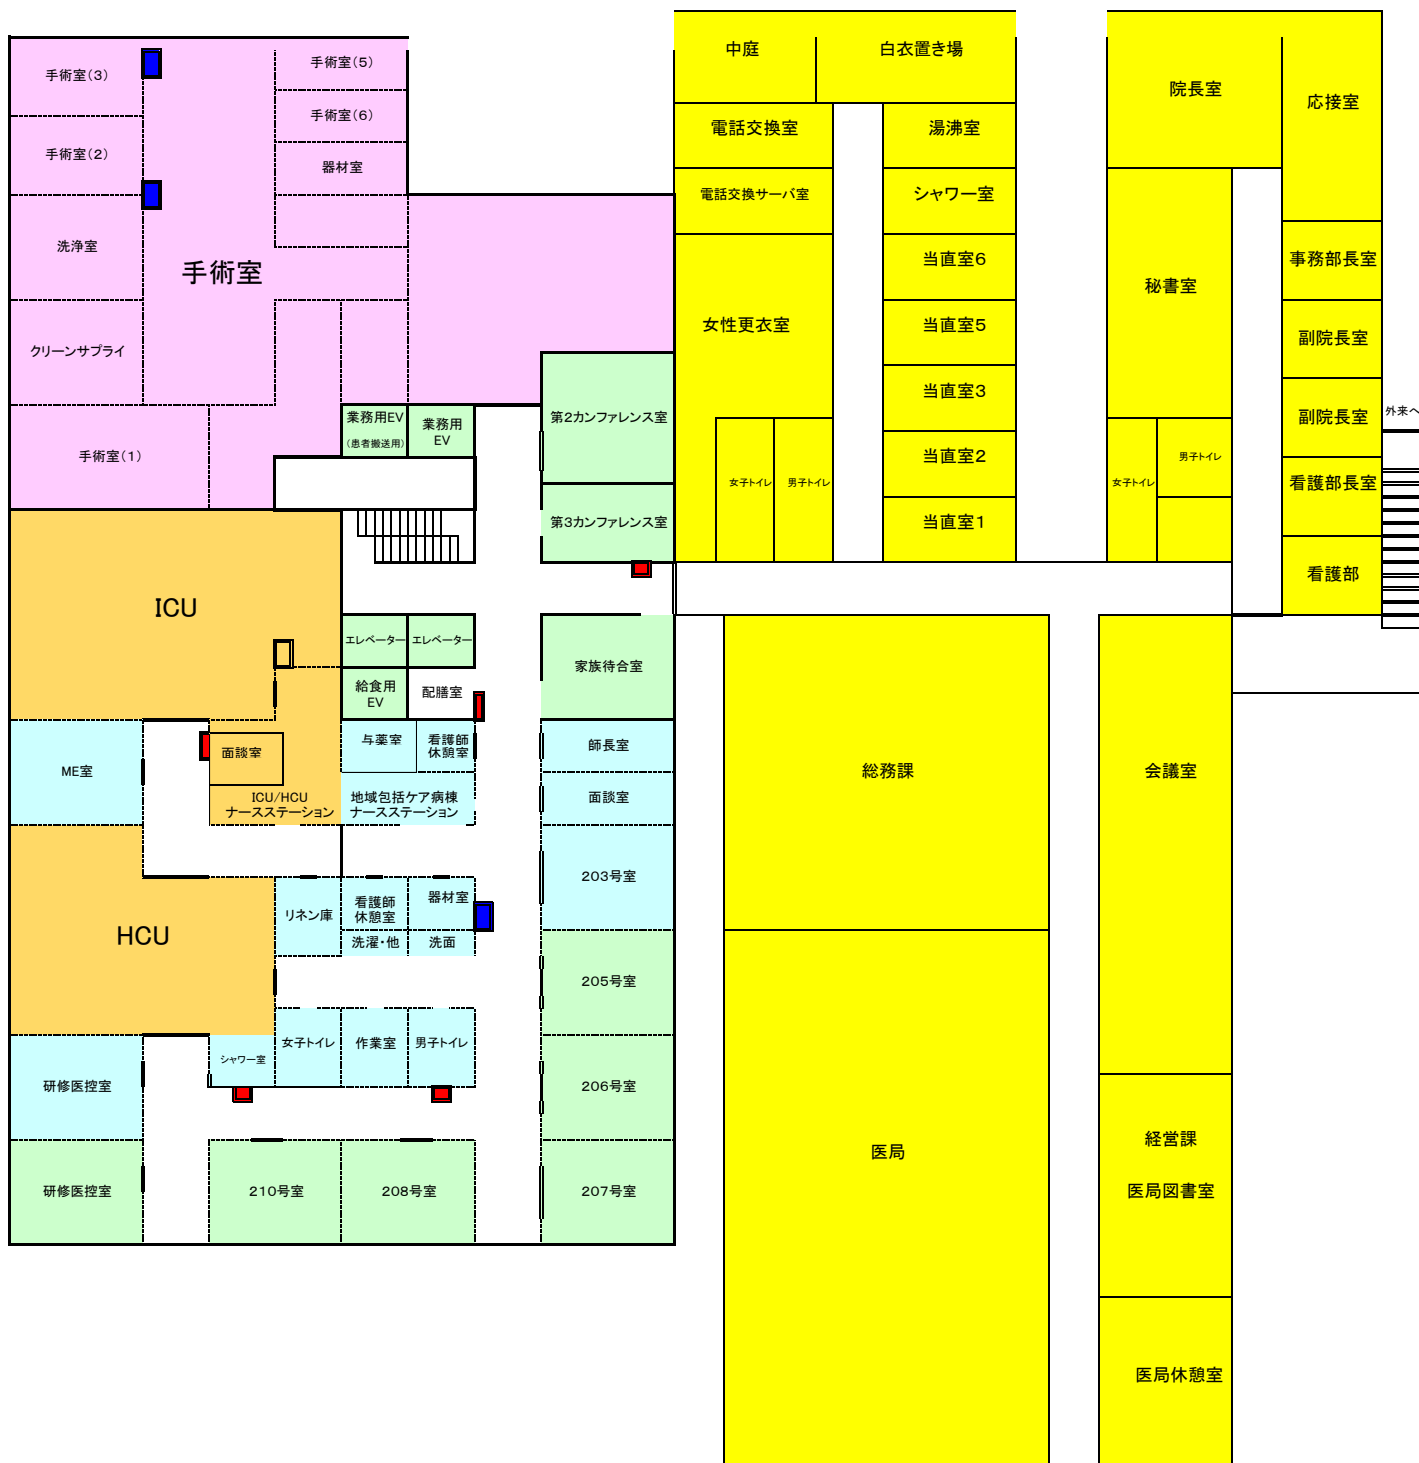 手術室(3)
手術室(2)
洗浄室
クリーンサプライ
手術室(1)
手術室(5)
手術室(6)
器材室
手術室
業務用EV
(患者搬送用)
業務用
EV
第2カンファレンス室
第3カンファレンス室
ICU
エレベーター
エレベーター
給食用
EV
配膳室
家族待合室
ME室
面談室
ICU/HCU
ナースステーション
与薬室
看護師
休憩室
地域包括ケア病棟
ナースステーション
師長室
面談室
203号室
HCU
リネン庫
看護師
休憩室
器材室
洗濯・他
洗面
205号室
シャワー室
女子トイレ
作業室
男子トイレ
206号室
研修医控室
研修医控室
210号室
208号室
207号室
中庭
白衣置き場
電話交換室
湯沸室
電話交換サーバ室
シャワー室
女性更衣室
当直室6
当直室5
当直室3
当直室2
当直室1
女子トイレ
男子トイレ
院長室
応接室
秘書室
事務部長室
副院長室
副院長室
外来へ
女子トイレ
男子トイレ
看護部長室
看護部
総務課
会議室
医局
経営課
医局図書室
医局休憩室